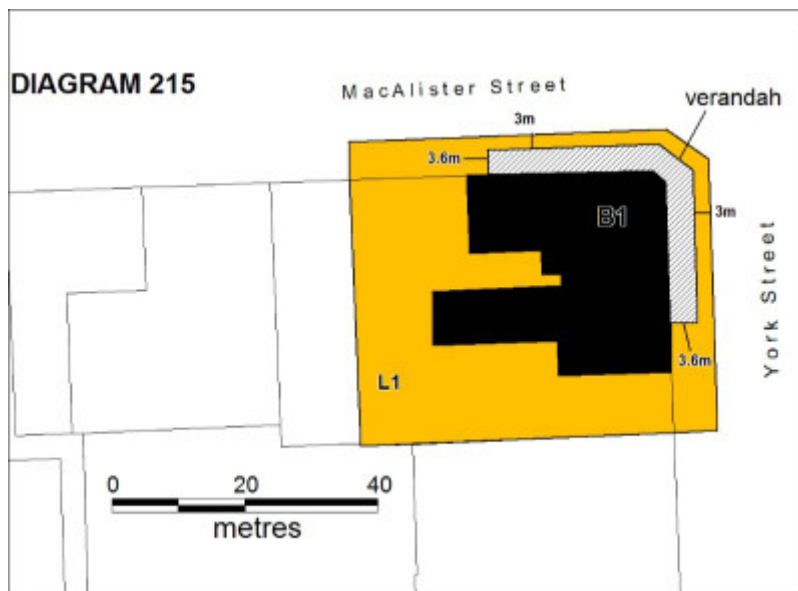 DIAGRAM 215
MacAlister Street
verandah
3m
3.6m
B1
3m
York Street
3.6m
L1
0 20 40
metres